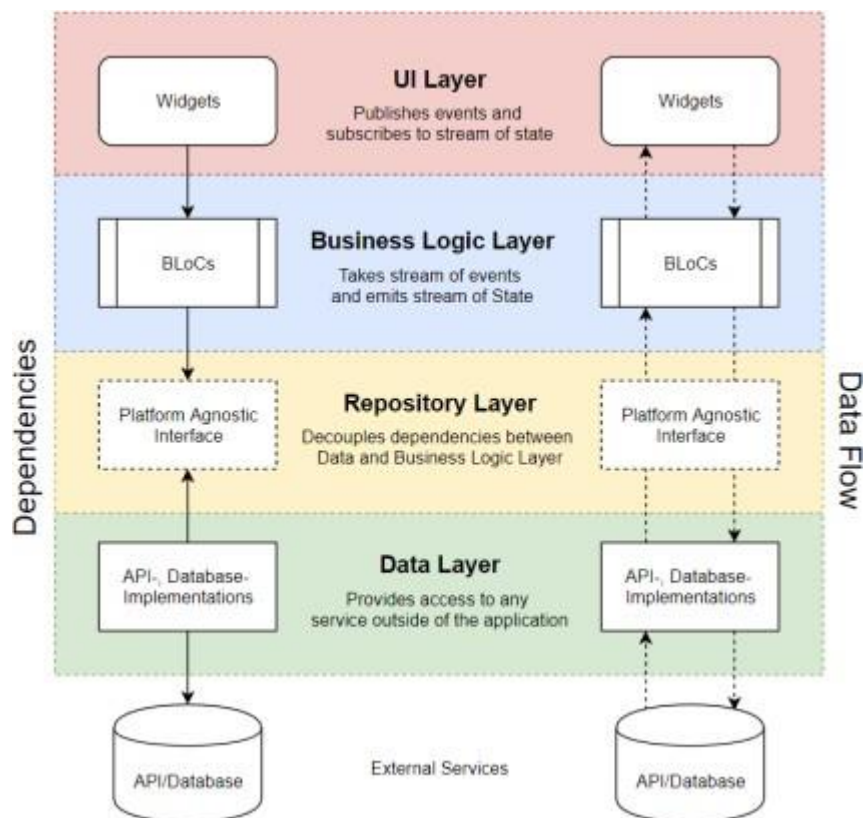 Dependencies
Data Flow
Widgets
UI Layer
Publishes events and
subscribes to stream of state
Widgets
BLoCs
Business Logic Layer
Takes stream of events
and emits stream of State
BLoCs
Platform Agnostic
Interface
Repository Layer
Decouples dependencies between
Data and Business Logic Layer
Platform Agnostic
Interface
API-, Database-
Implementations
Data Layer
Provides access to any
service outside of the application
API-, Database-
Implementations
API/Database
External Services
API/Database